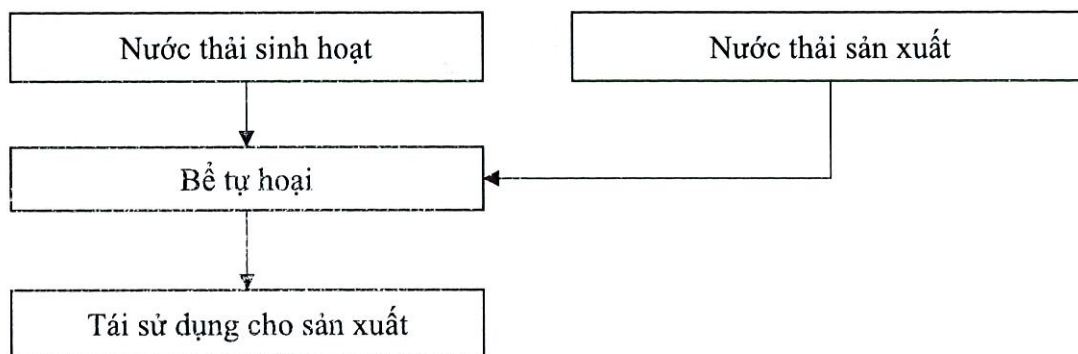 Nước thải sinh hoạt
Nước thải sản xuất
Bể tự hoại
Tái sử dụng cho sản xuất